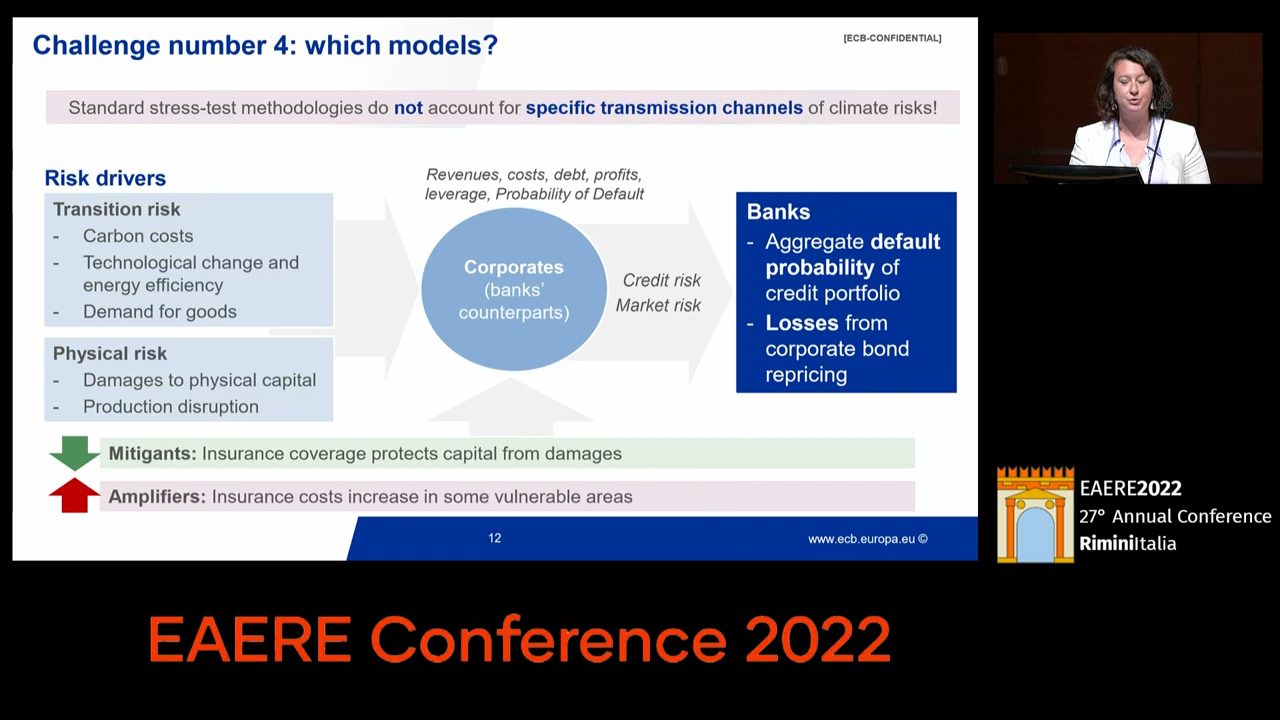 Challenge number 4: which models?
[ECB-CONFIDENTIAL]
Standard stress-test methodologies do not account for specific transmission channels of climate risks!
Risk drivers
Transition risk
- Carbon costs
- Technological change and
energy efficiency
- Demand for goods
Physical risk
- Damages to physical capital
- Production disruption
Revenues, costs, debt, profits,
leverage, Probability of Default
Corporates
(banks'
counterparts)
Credit risk
Market risk
Banks
- Aggregate default
probability of
credit portfolio
- Losses from
corporate bond
repricing
Mitigants: Insurance coverage protects capital from damages
Amplifiers: Insurance costs increase in some vulnerable areas
12
www.ecb.europa.eu ©
EAERE2022
27° Annual Conference
RiminiItalia
EAERE Conference 2022